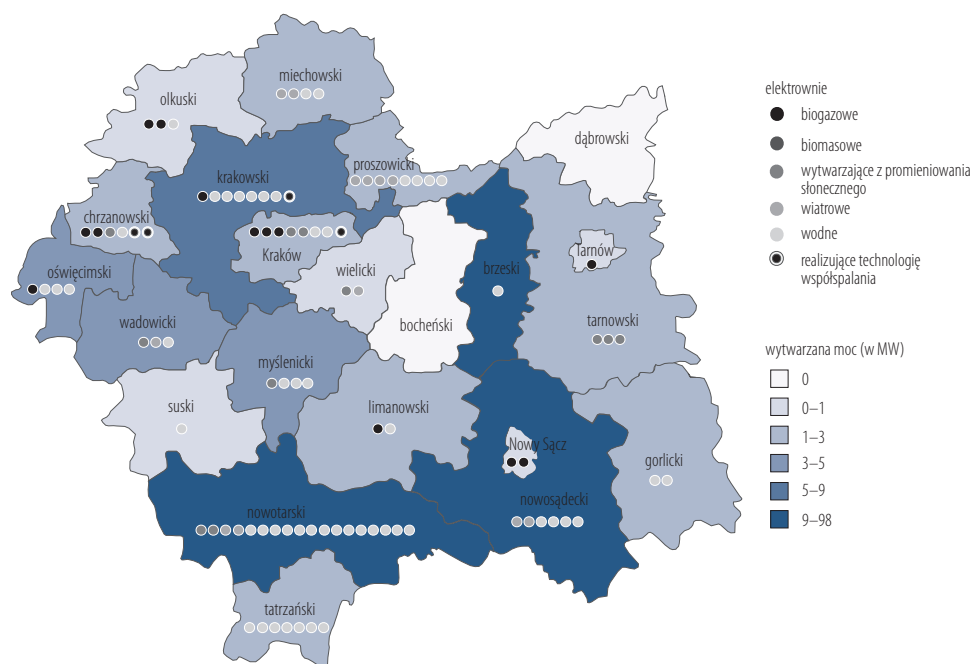 miechowski
olkuski
dąbrowski
proszowicki
krakowski
chrzanowski
Kraków
Tarnów
wielicki
oświęcimski
brzeski
wadowicki
bocheński
tarnowski
myślenicki
suski
limanowski
Nowy Sącz
gorlicki
nowosądecki
nowotarski
tatrzański
elektrownie
biogazowe
biomasowe
wytwarzające z promieniowania
słonecznego
wiatrowe
wodne
realizujące technologię
współspalania
wytwarzana moc (w MW)
0
0–1
1–3
3–5
5–9
9–98